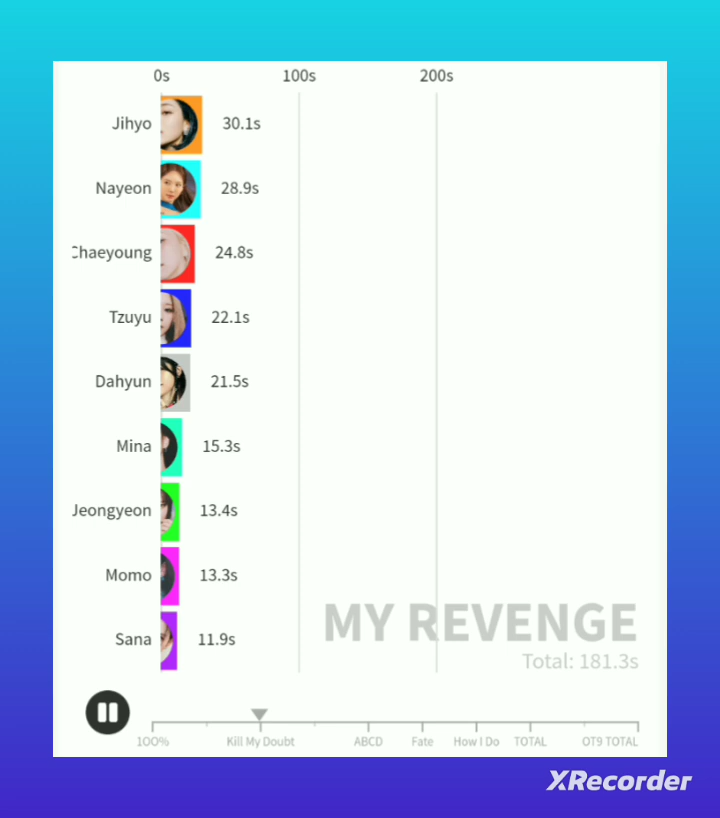 0s 100s 200s
Jihyo 30.1s
Nayeon 28.9s
Chaeyoung 24.8s
Tzuyu 22.1s
Dahyun 21.5s
Mina 15.3s
Jeongyeon 13.4s
Momo 13.3s
Sana 11.9s
MY REVENGE
Total: 181.3s
100% Kill My Doubt ABCD Fate How I Do TOTAL OT9 TOTAL
XRecorder